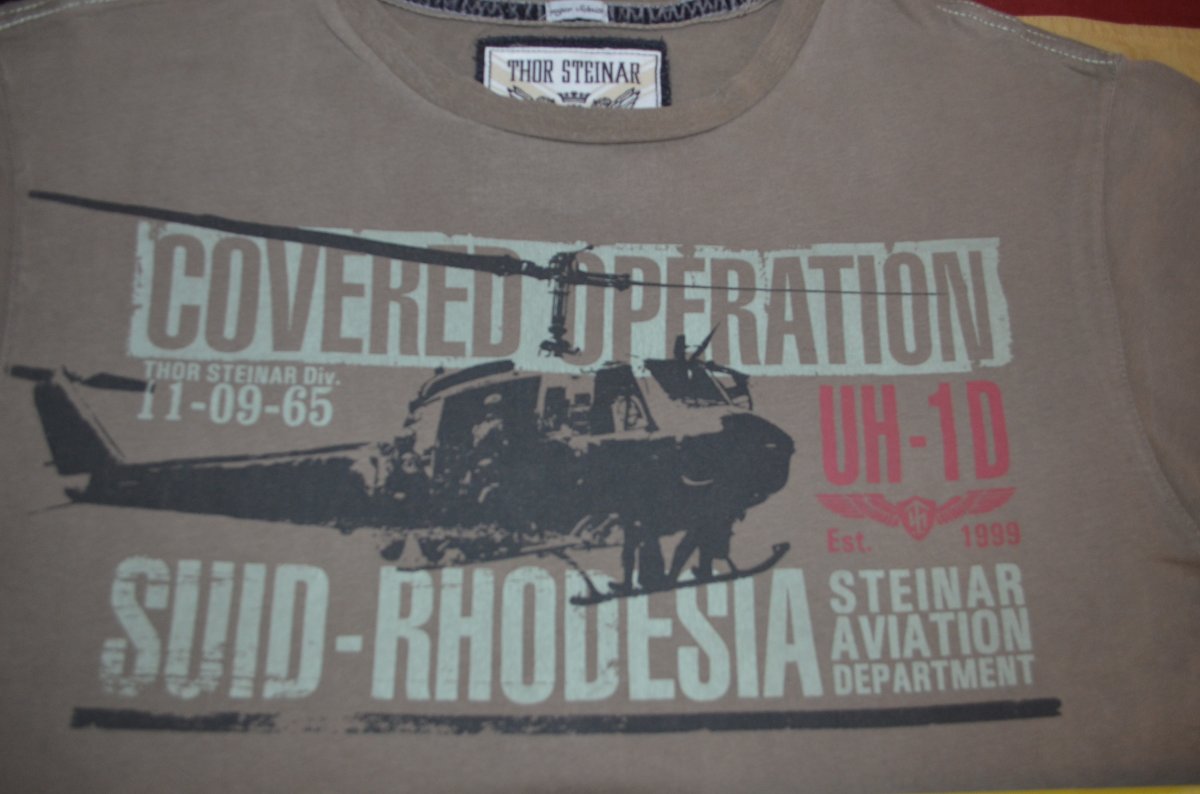 THOR STEINAR
COVERED OPERATION
THOR STEINAR Div.
11-09-65
UH-1D
Est. 1999
SUID-RHODESIA
STEINAR
AVIATION
DEPARTMENT